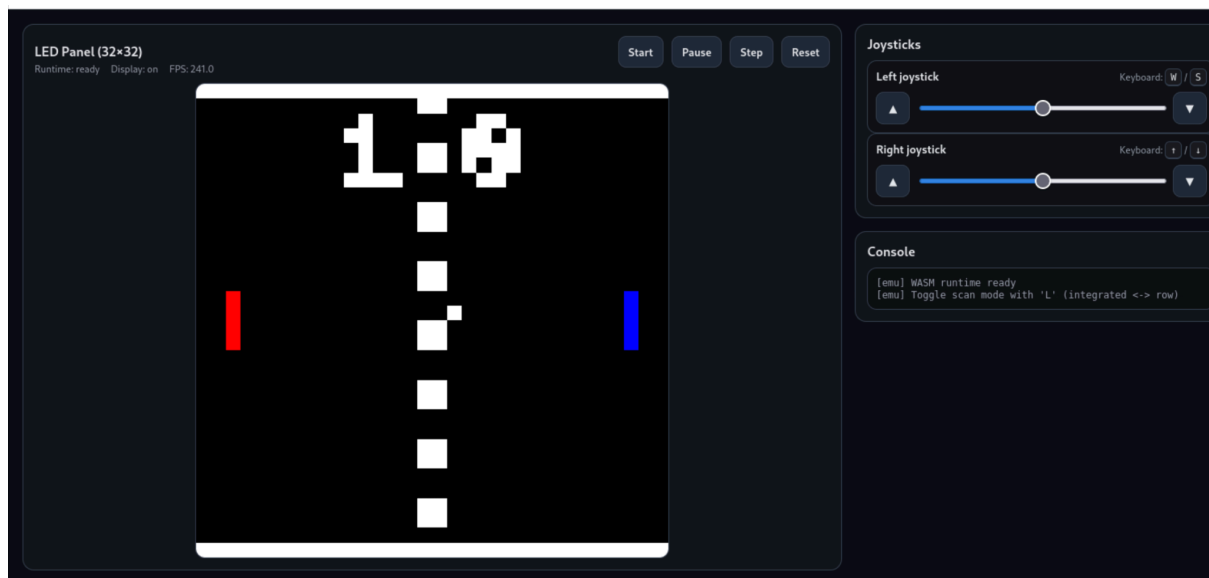 LED Panel (32×32)
Runtime: ready Display: on FPS: 241.0
Start Pause Step Reset
1 0
Joysticks
Left joystick Keyboard: W / S
▲ ▼
Right joystick Keyboard: ↑ / ↓
▲ ▼
Console
[emu] WASM runtime ready
[emu] Toggle scan mode with 'L' (integrated <-> row)